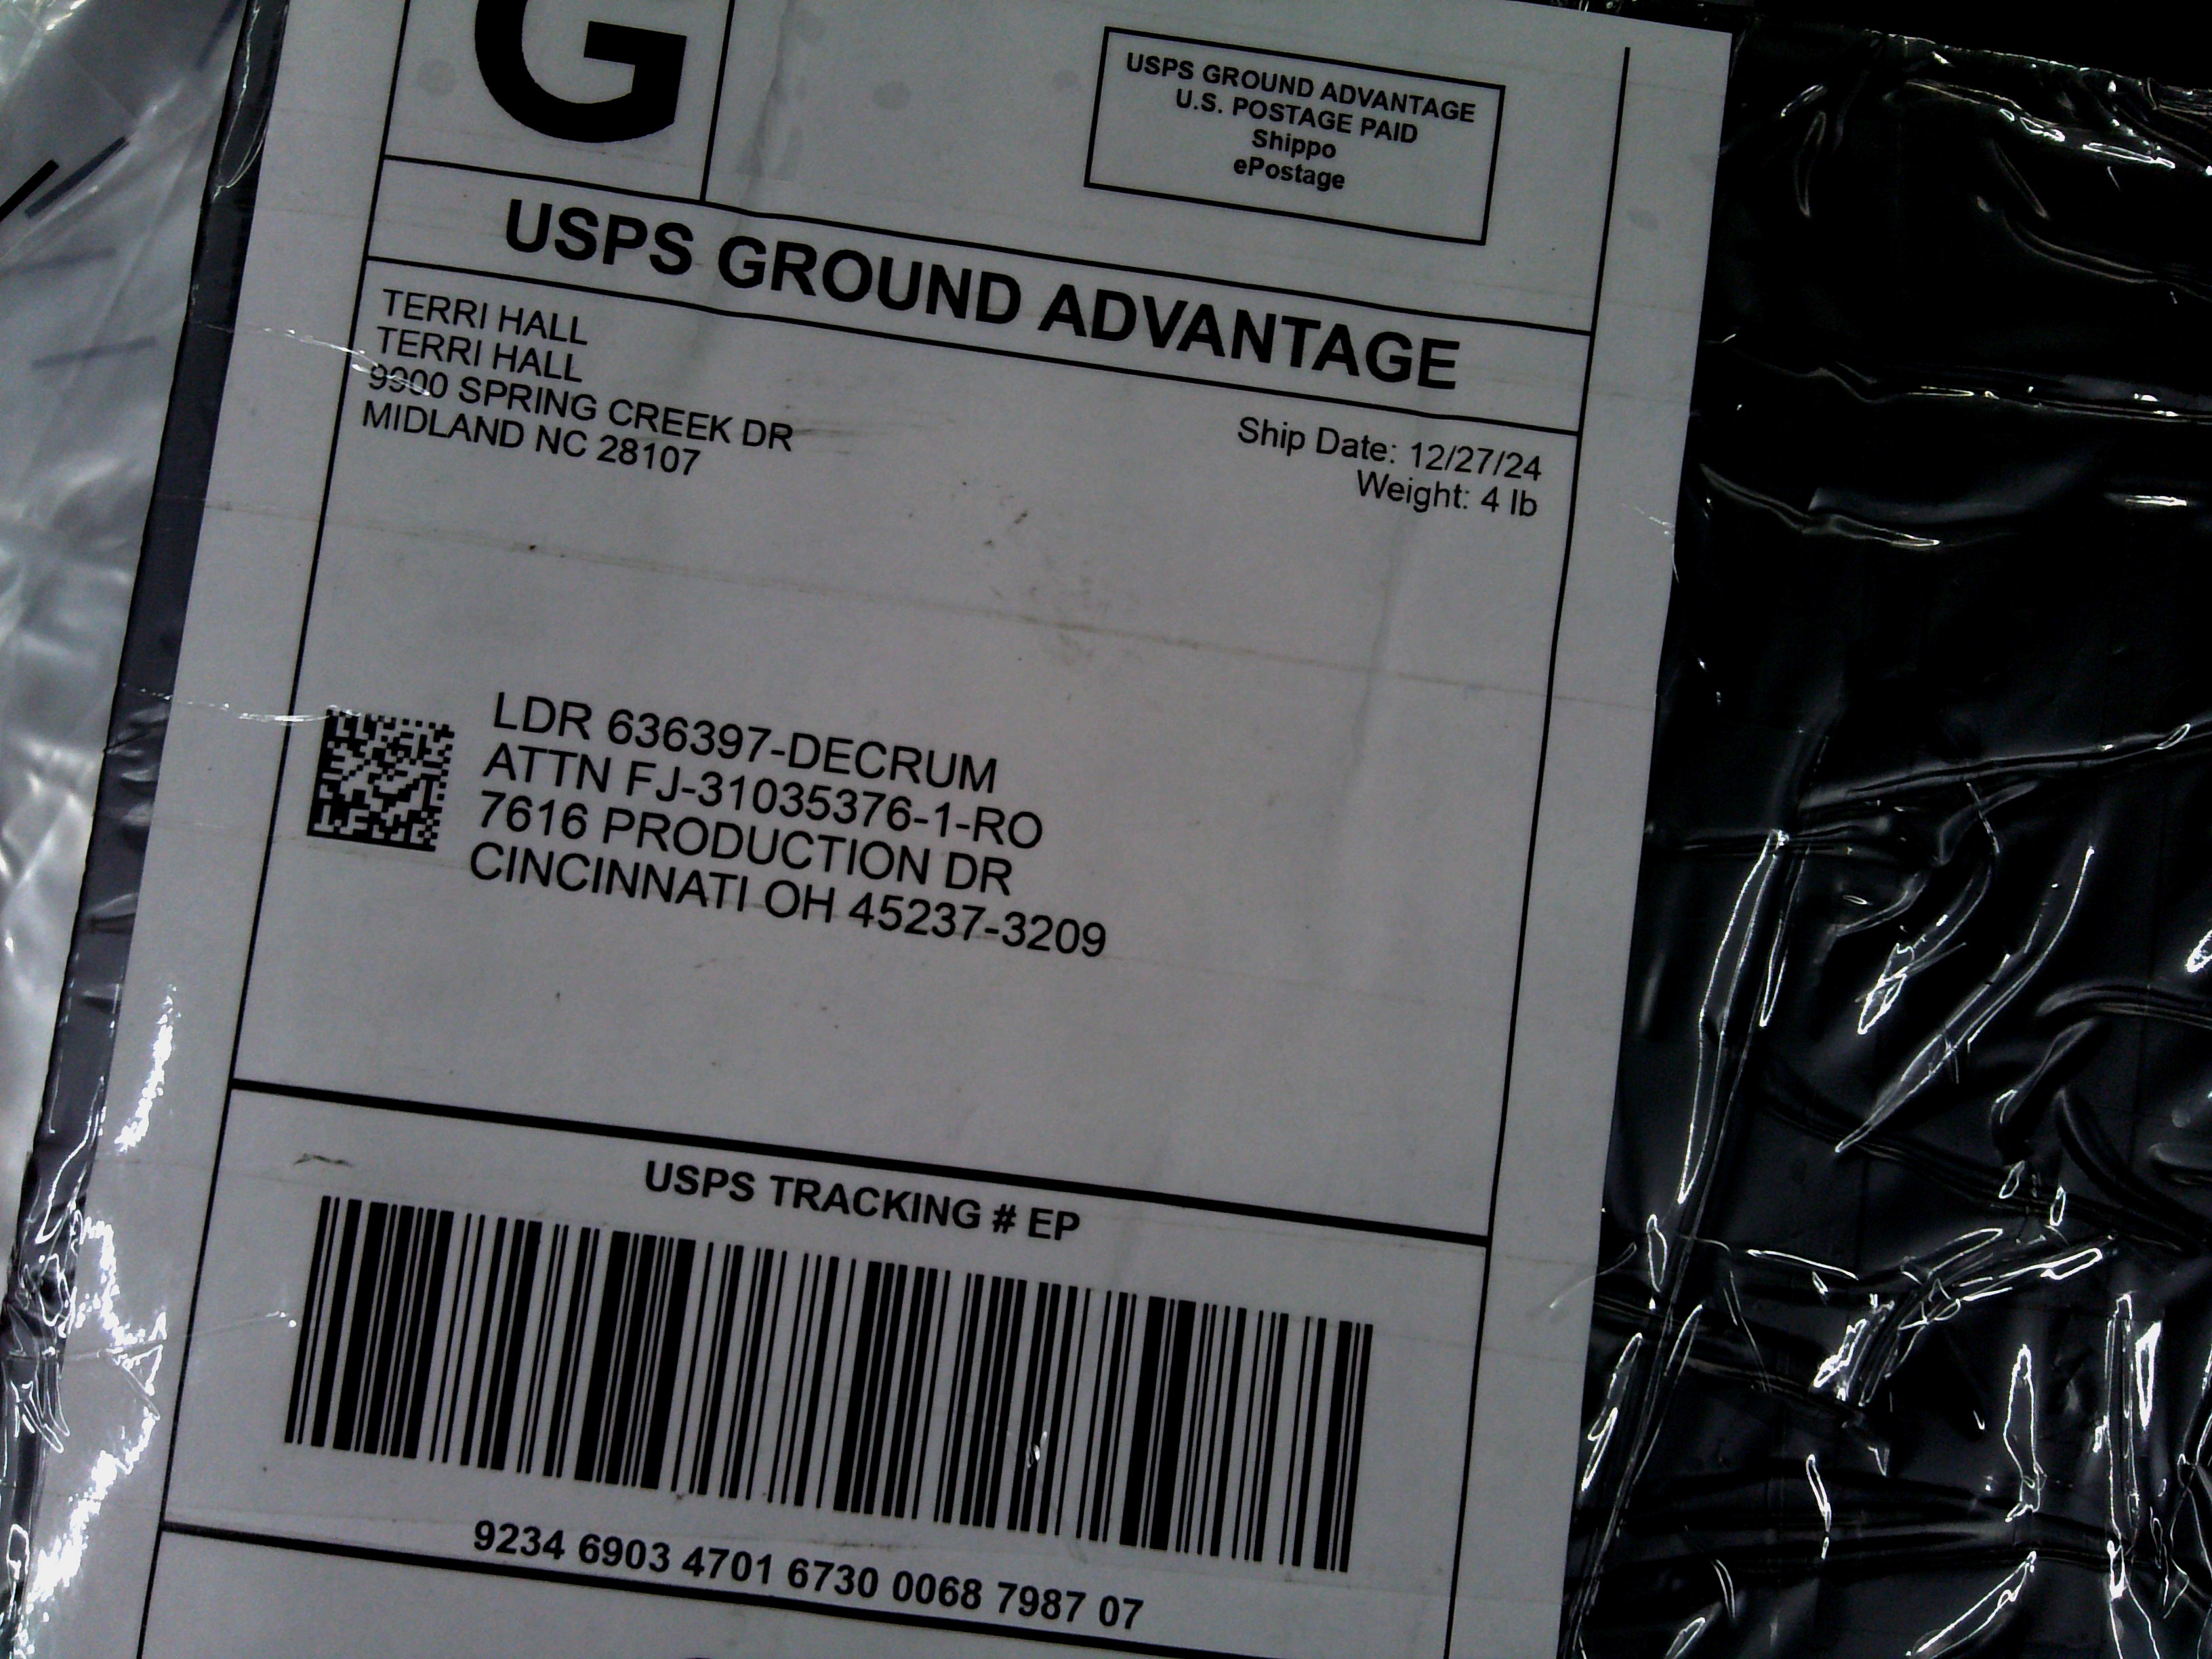 G
USPS GROUND ADVANTAGE
U.S. POSTAGE PAID
Shippo
ePostage
USPS GROUND ADVANTAGE
TERRI HALL
TERRI HALL
9900 SPRING CREEK DR
MIDLAND NC 28107
Ship Date: 12/27/24
Weight: 4 lb
LDR 636397-DECRUM
ATTN FJ-31035376-1-RO
7616 PRODUCTION DR
CINCINNATI OH 45237-3209
USPS TRACKING # EP
9234 6903 4701 6730 0068 7987 07